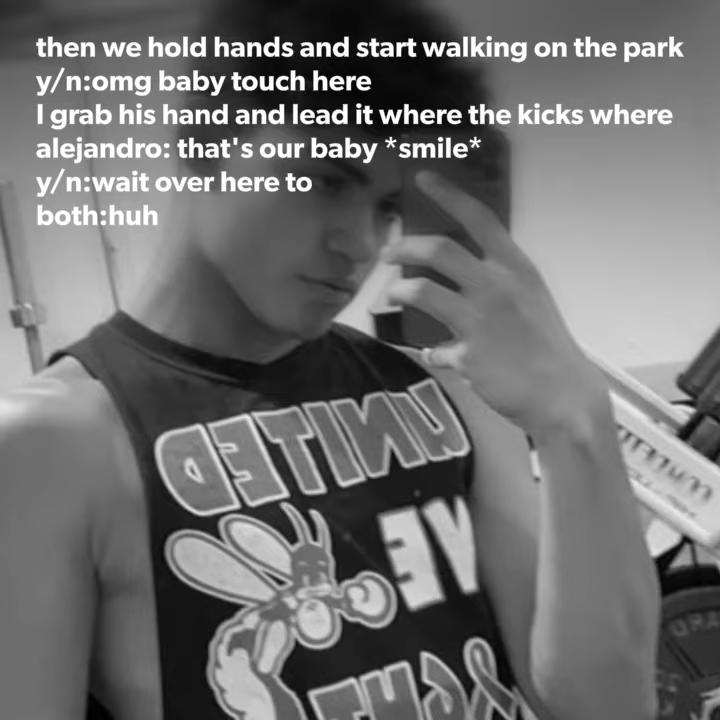 then we hold hands and start walking on the park
y/n:omg baby touch here
I grab his hand and lead it where the kicks where
alejandro: that's our baby *smile*
y/n:wait over here to
both:huh
UNITED
WE